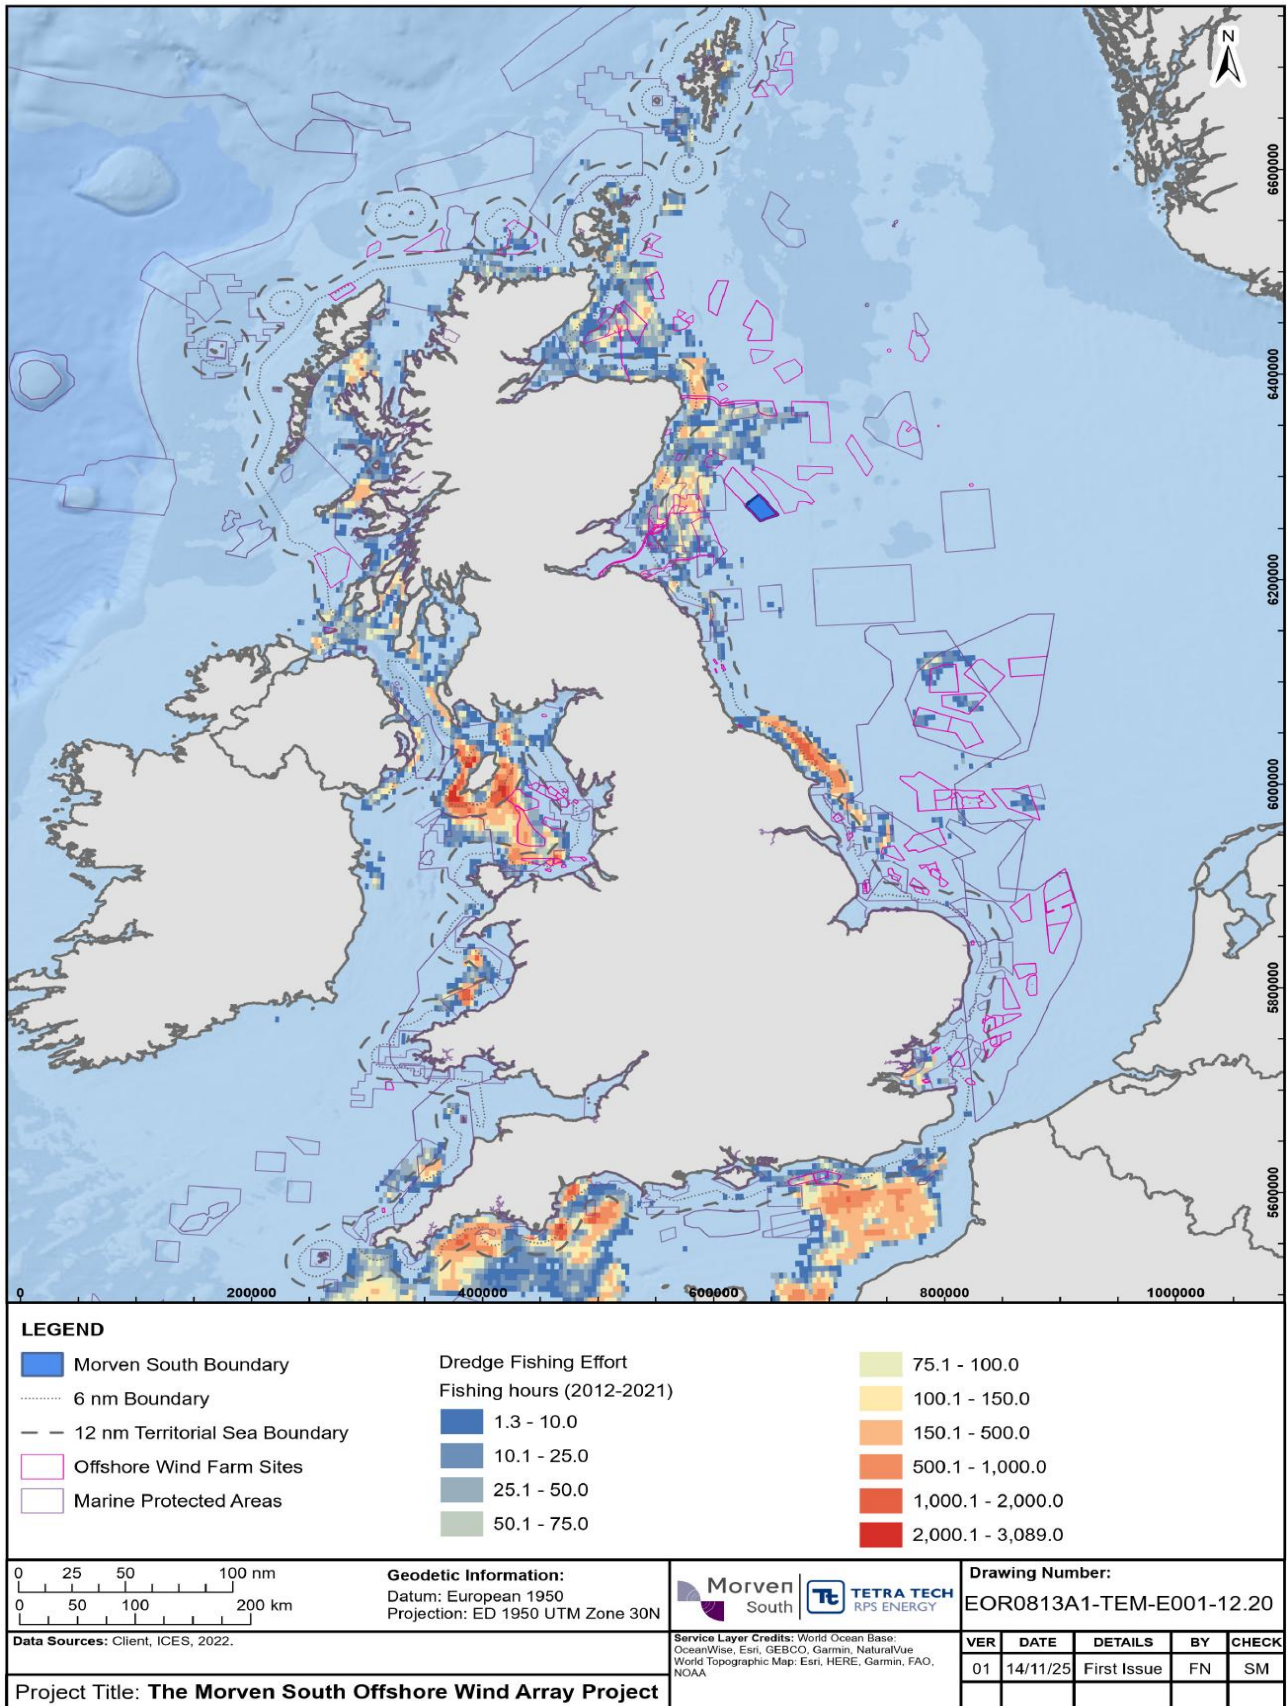 N
6600000
6400000
6200000
6000000
5800000
5600000
0
200000
400000
600000
800000
1000000
LEGEND
Morven South Boundary
6 nm Boundary
12 nm Territorial Sea Boundary
Offshore Wind Farm Sites
Marine Protected Areas
Dredge Fishing Effort
Fishing hours (2012-2021)
1.3 - 10.0
10.1 - 25.0
25.1 - 50.0
50.1 - 75.0
75.1 - 100.0
100.1 - 150.0
150.1 - 500.0
500.1 - 1,000.0
1,000.1 - 2,000.0
2,000.1 - 3,089.0
0 25 50 100 nm
0 50 100 200 km
Geodetic Information:
Datum: European 1950
Projection: ED 1950 UTM Zone 30N
Data Sources: Client, ICES, 2022.
Project Title: The Morven South Offshore Wind Array Project
Morven
South
Tt
TETRA TECH
RPS ENERGY
Service Layer Credits: World Ocean Base:
OceanWise, Esri, GEBCO, Garmin, NaturalVue
World Topographic Map: Esri, HERE, Garmin, FAO,
NOAA
Drawing Number:
EOR0813A1-TEM-E001-12.20
VER DATE DETAILS BY CHECK
01 14/11/25 First Issue FN SM